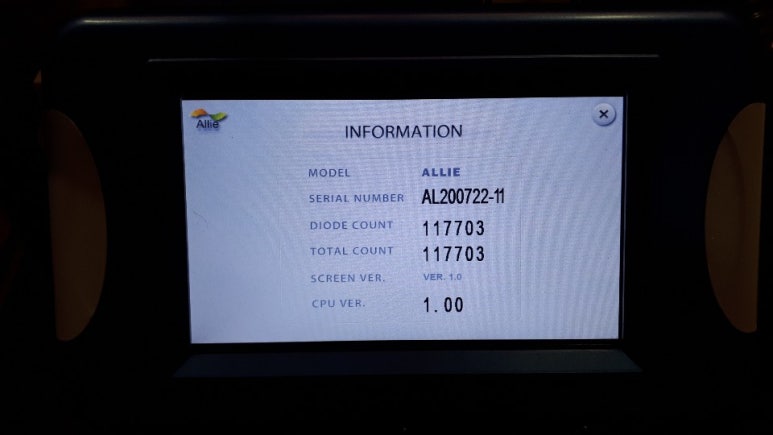 Allie
INFORMATION
MODEL ALLIE
SERIAL NUMBER AL200722-11
DIODE COUNT 117703
TOTAL COUNT 117703
SCREEN VER. VER. 1.0
CPU VER. 1.00